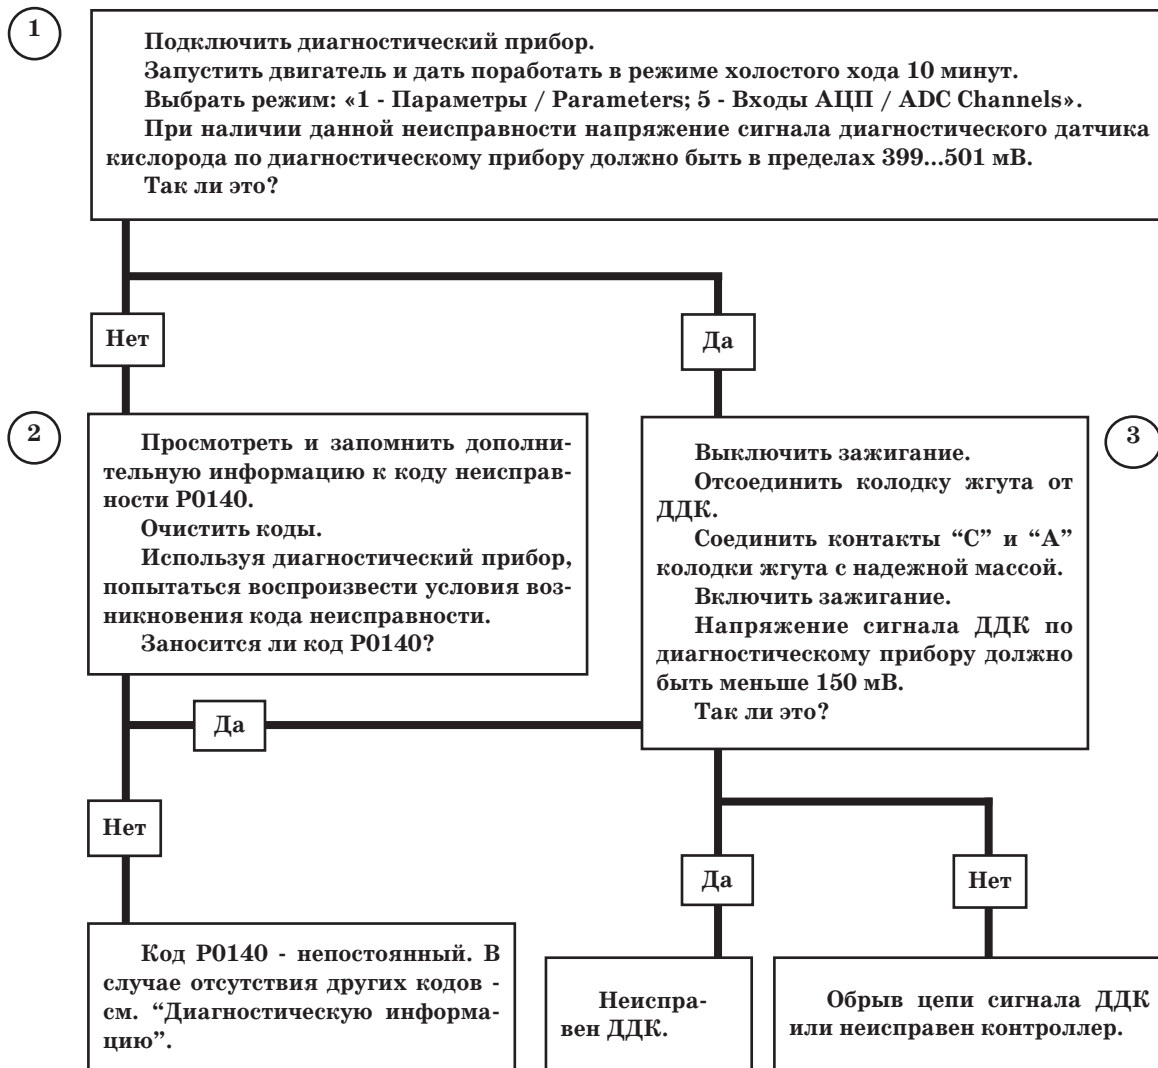 1
Подключить диагностический прибор.
Запустить двигатель и дать поработать в режиме холостого хода 10 минут.
Выбрать режим: «1 - Параметры / Parameters; 5 - Входы АЦП / ADC Channels».
При наличии данной неисправности напряжение сигнала диагностического датчика
кислорода по диагностическому прибору должно быть в пределах 399...501 мВ.
Так ли это?
Нет
Да
2
Просмотреть и запомнить дополни-
тельную информацию к коду неисправ-
ности Р0140.
Очистить коды.
Используя диагностический прибор,
попытаться воспроизвести условия воз-
никновения кода неисправности.
Заносится ли код Р0140?
3
Выключить зажигание.
Отсоединить колодку жгута от
ДДК.
Соединить контакты “С” и “А”
колодки жгута с надежной массой.
Включить зажигание.
Напряжение сигнала ДДК по
диагностическому прибору должно
быть меньше 150 мВ.
Так ли это?
Да
Нет
Да
Нет
Код Р0140 - непостоянный. В
случае отсутствия других кодов -
см. “Диагностическую информа-
цию”.
Неиспра-
вен ДДК.
Обрыв цепи сигнала ДДК
или неисправен контроллер.